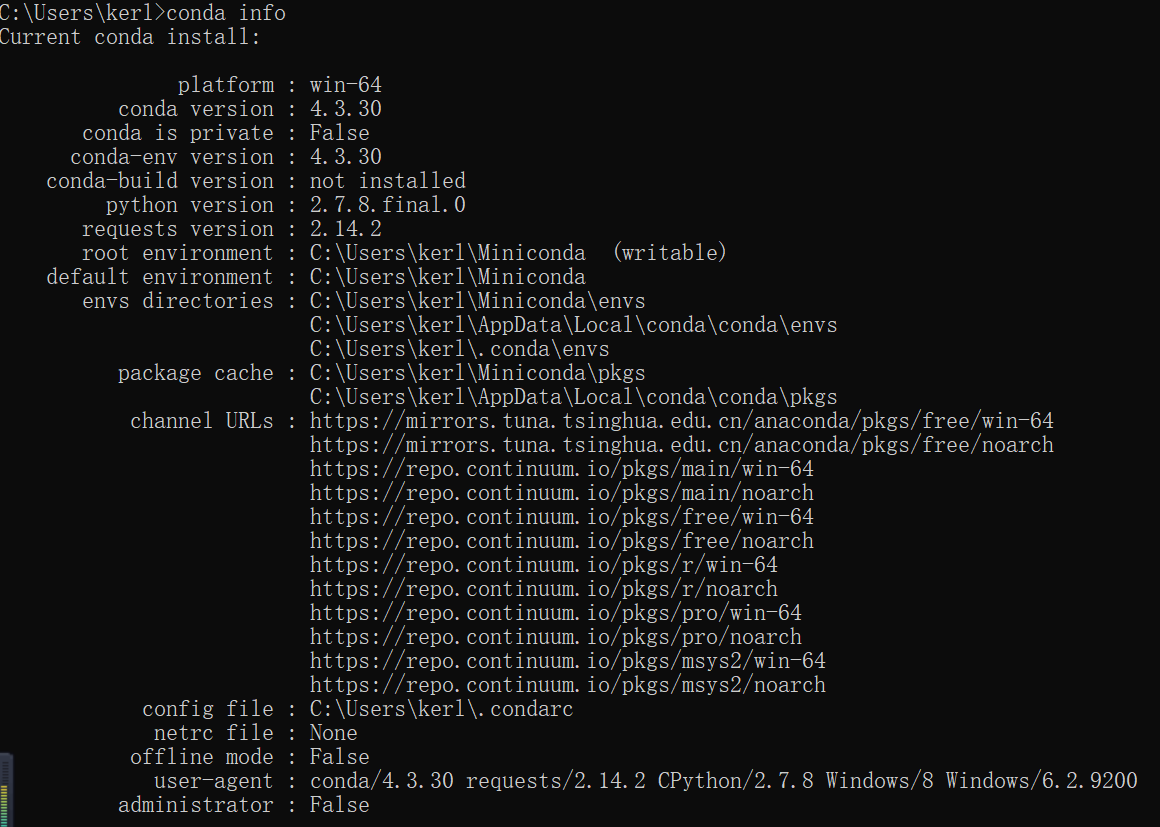 C:\Users\kerl>conda info
Current conda install:
platform : win-64
conda version : 4.3.30
conda is private : False
conda-env version : 4.3.30
conda-build version : not installed
python version : 2.7.8.final.0
requests version : 2.14.2
root environment : C:\Users\kerl\Miniconda  (writable)
default environment : C:\Users\kerl\Miniconda
envs directories : C:\Users\kerl\Miniconda\envs
C:\Users\kerl\AppData\Local\conda\conda\envs
C:\Users\kerl\.conda\envs
package cache : C:\Users\kerl\Miniconda\pkgs
C:\Users\kerl\AppData\Local\conda\conda\pkgs
channel URLs : https://mirrors.tuna.tsinghua.edu.cn/anaconda/pkgs/free/win-64
https://mirrors.tuna.tsinghua.edu.cn/anaconda/pkgs/free/noarch
https://repo.continuum.io/pkgs/main/win-64
https://repo.continuum.io/pkgs/main/noarch
https://repo.continuum.io/pkgs/free/win-64
https://repo.continuum.io/pkgs/free/noarch
https://repo.continuum.io/pkgs/r/win-64
https://repo.continuum.io/pkgs/r/noarch
https://repo.continuum.io/pkgs/pro/win-64
https://repo.continuum.io/pkgs/pro/noarch
https://repo.continuum.io/pkgs/msys2/win-64
https://repo.continuum.io/pkgs/msys2/noarch
config file : C:\Users\kerl\.condarc
netrc file : None
offline mode : False
user-agent : conda/4.3.30 requests/2.14.2 CPython/2.7.8 Windows/8 Windows/6.2.9200
administrator : False